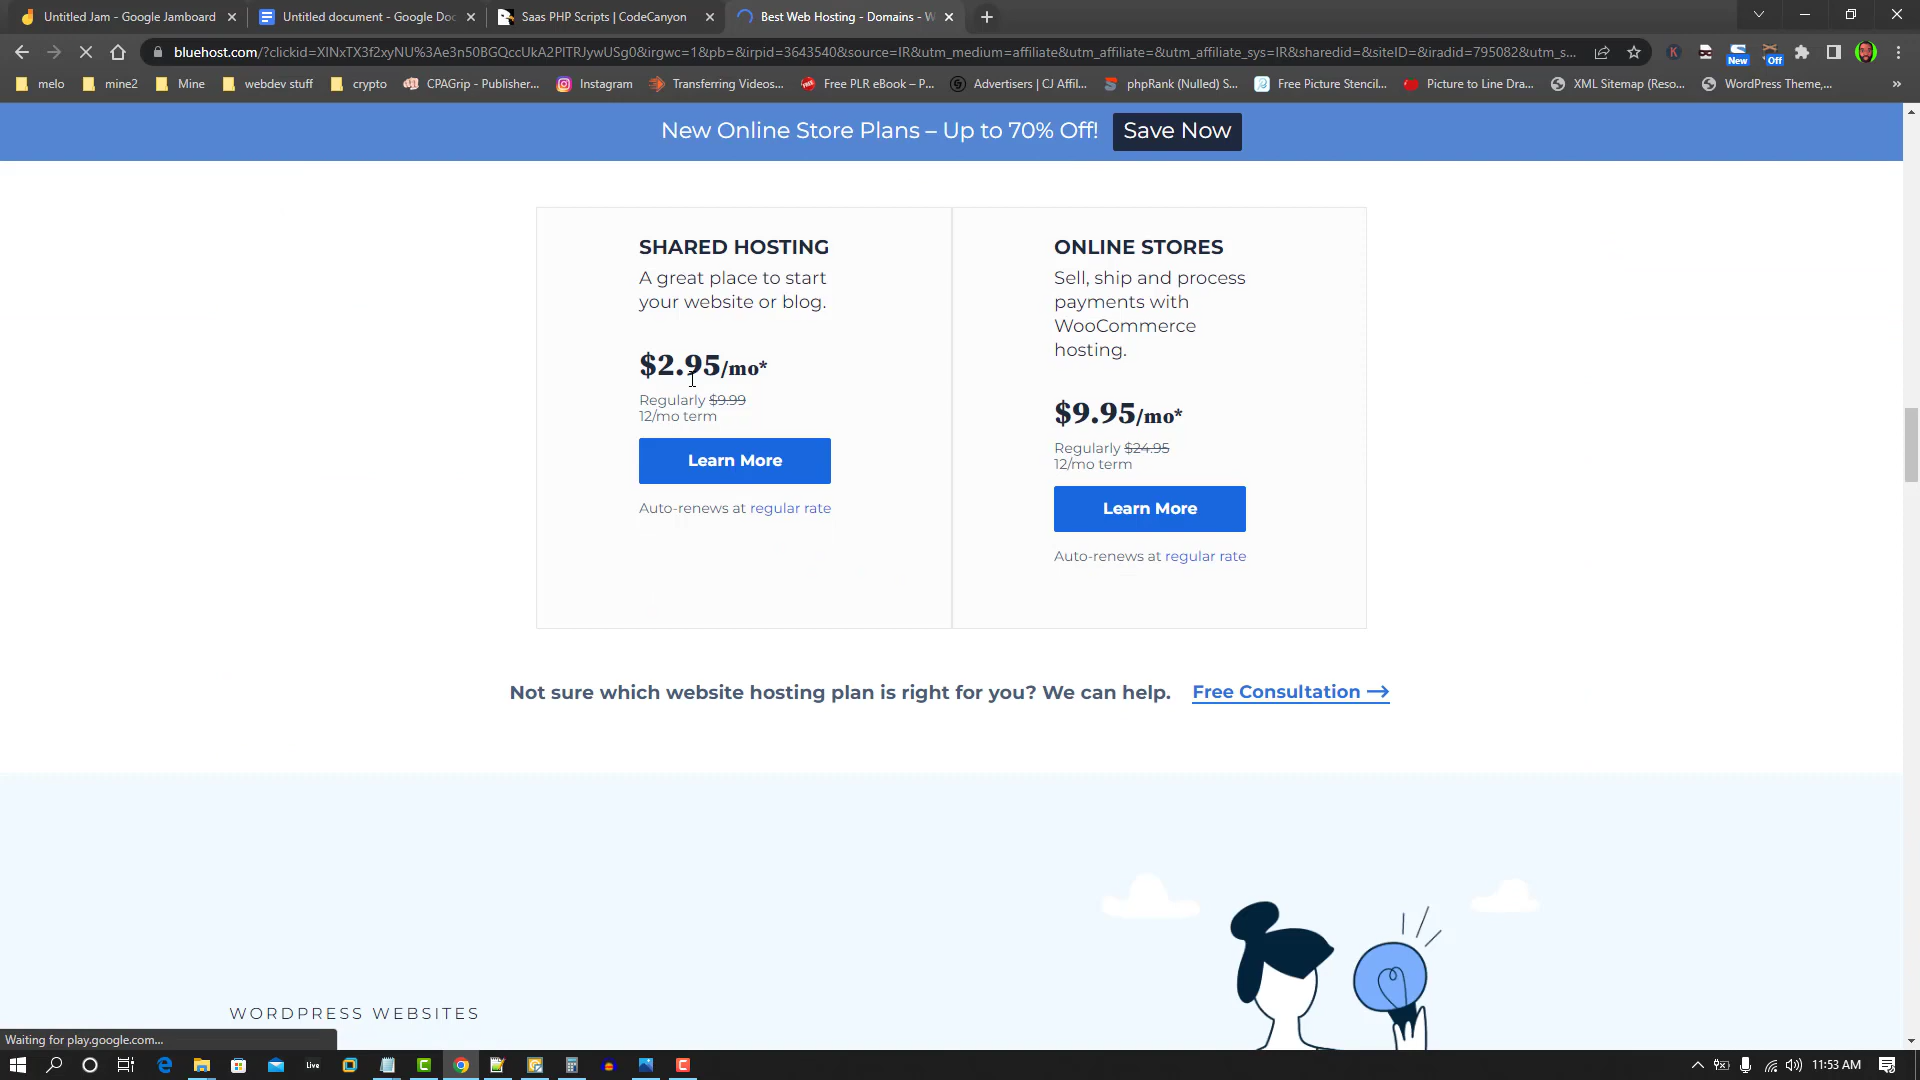 Untitled Jam - Google Jamboard
Untitled document - Google Doc
Saas PHP Scripts | CodeCanyon
Best Web Hosting - Domains - W
bluehost.com/?clickid=XINxTX3f2xyNU%3Ae3n50BGQccUkA2PITRJywUSg0&irgwc=1&pb=&irpid=3643540&source=IR&utm_medium=affiliate&utm_affiliate=&utm_affiliate_sys=IR&sharedid=&siteID=&iradid=795082&utm_s...
New
Off
melo
mine2
Mine
webdev stuff
crypto
CPAGrip - Publisher...
Instagram
Transferring Videos...
Free PLR eBook – P...
Advertisers | CJ Affil...
phpRank (Nulled) S...
Free Picture Stencil...
Picture to Line Dra...
XML Sitemap (Reso...
WordPress Theme,...
New Online Store Plans – Up to 70% Off!
Save Now
SHARED HOSTING
A great place to start
your website or blog.
$2.95/mo*
Regularly $9.99
12/mo term
Learn More
Auto-renews at regular rate
ONLINE STORES
Sell, ship and process
payments with
WooCommerce
hosting.
$9.95/mo*
Regularly $24.95
12/mo term
Learn More
Auto-renews at regular rate
Not sure which website hosting plan is right for you? We can help.
Free Consultation →
WORDPRESS WEBSITES
Waiting for play.google.com...
Live
11:53 AM